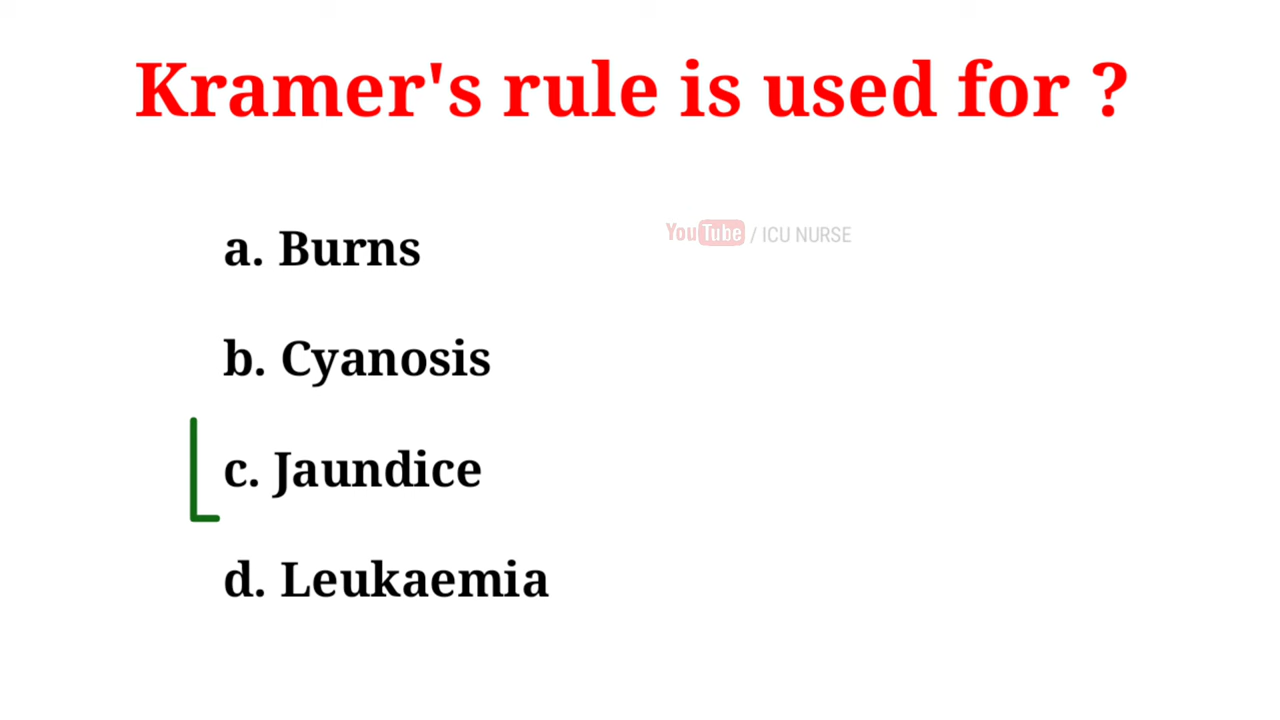 Kramer's rule is used for ?
YouTube / ICU NURSE
a. Burns
b. Cyanosis
c. Jaundice
d. Leukaemia